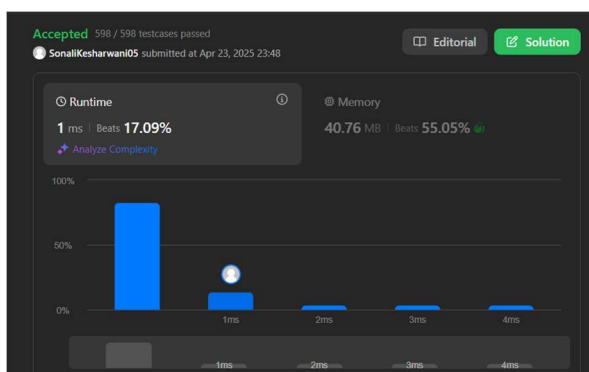 Accepted 598 / 598 testcases passed
SonaliKesharwani05 submitted at Apr 23, 2025 23:48
Editorial
Solution
Runtime
1 ms | Beats 17.09%
Analyze Complexity
Memory
40.76 MB | Beats 55.05%
100%
50%
0%
1ms 2ms 3ms 4ms
1ms 2ms 3ms 4ms